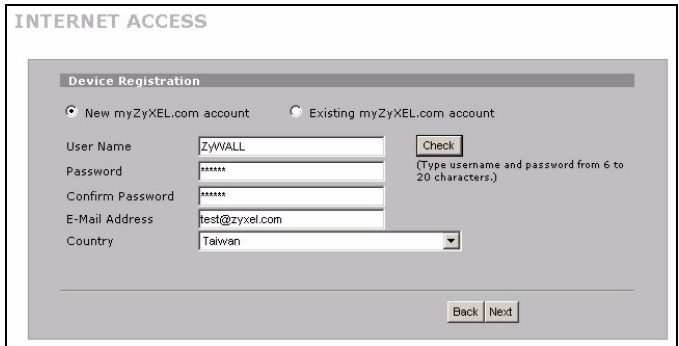 INTERNET ACCESS
Device Registration
New myZyXEL.com account Existing myZyXEL.com account
User Name ZyWALL Check
(Type username and password from 6 to
20 characters.)
Password ******
Confirm Password ******
E-Mail Address test@zyxel.com
Country Taiwan
Back Next